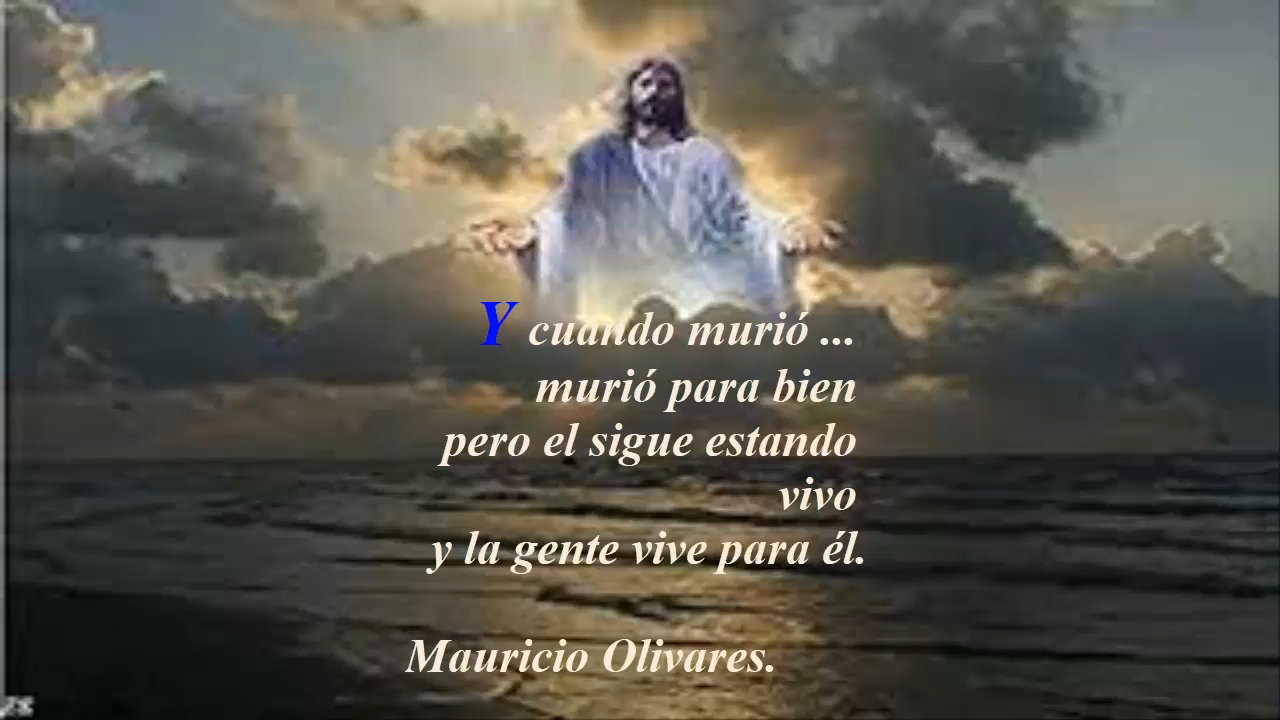 Y cuando murió ...
murió para bien
pero el sigue estando
vivo
y la gente vive para él.
Mauricio Olivares.